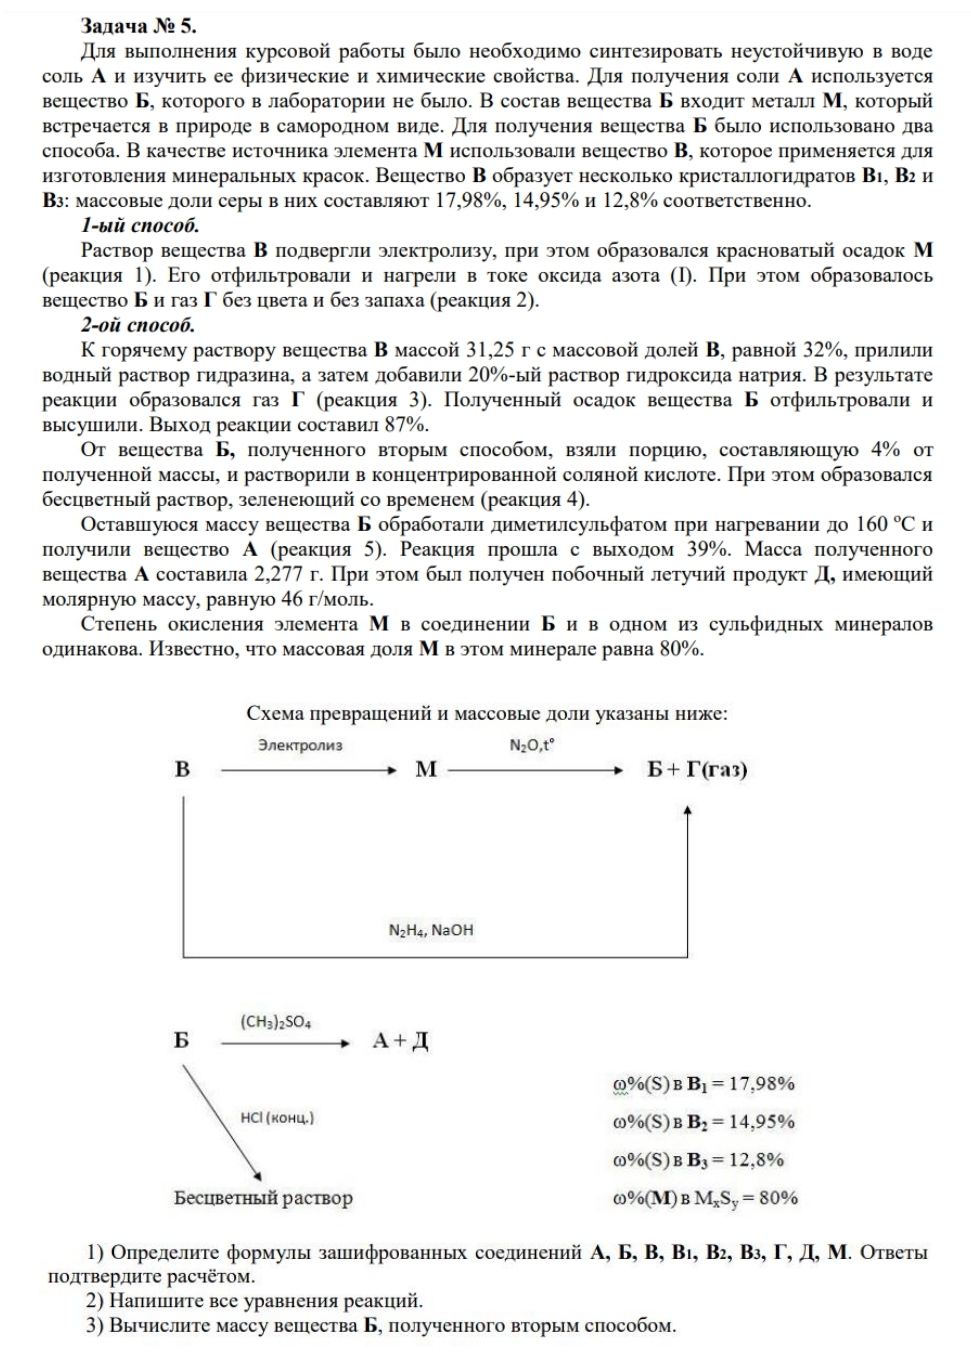 Задача № 5.
Для выполнения курсовой работы было необходимо синтезировать неустойчивую в воде
соль А и изучить ее физические и химические свойства. Для получения соли А используется
вещество Б, которого в лаборатории не было. В состав вещества Б входит металл М, который
встречается в природе в самородном виде. Для получения вещества Б было использовано два
способа. В качестве источника элемента М использовали вещество В, которое применяется для
изготовления минеральных красок. Вещество В образует несколько кристаллогидратов В₁, В₂ и
В₃: массовые доли серы в них составляют 17,98%, 14,95% и 12,8% соответственно.
1-ый способ.
Раствор вещества В подвергли электролизу, при этом образовался красноватый осадок М
(реакция 1). Его отфильтровали и нагрели в токе оксида азота (I). При этом образовалось
вещество Б и газ Г без цвета и без запаха (реакция 2).
2-ой способ.
К горячему раствору вещества В массой 31,25 г с массовой долей В, равной 32%, прилили
водный раствор гидразина, а затем добавили 20%-ый раствор гидроксида натрия. В результате
реакции образовался газ Г (реакция 3). Полученный осадок вещества Б отфильтровали и
высушили. Выход реакции составил 87%.
От вещества Б, полученного вторым способом, взяли порцию, составляющую 4% от
полученной массы, и растворили в концентрированной соляной кислоте. При этом образовался
бесцветный раствор, зеленеющий со временем (реакция 4).
Оставшуюся массу вещества Б обработали диметилсульфатом при нагревании до 160 ºС и
получили вещество А (реакция 5). Реакция прошла с выходом 39%. Масса полученного
вещества А составила 2,277 г. При этом был получен побочный летучий продукт Д, имеющий
молярную массу, равную 46 г/моль.
Степень окисления элемента М в соединении Б и в одном из сульфидных минералов
одинакова. Известно, что массовая доля М в этом минерале равна 80%.
Схема превращений и массовые доли указаны ниже:
Электролиз N₂O,t°
В М Б + Г(газ)
N₂H₄, NaOH
(CH₃)₂SO₄
Б А + Д
ω%(S) в В₁ = 17,98%
HCl (конц.) ω%(S) в В₂ = 14,95%
ω%(S) в В₃ = 12,8%
Бесцветный раствор ω%(М) в MₓSᵧ = 80%
1) Определите формулы зашифрованных соединений А, Б, В, В₁, В₂, В₃, Г, Д, М. Ответы
подтвердите расчётом.
2) Напишите все уравнения реакций.
3) Вычислите массу вещества Б, полученного вторым способом.